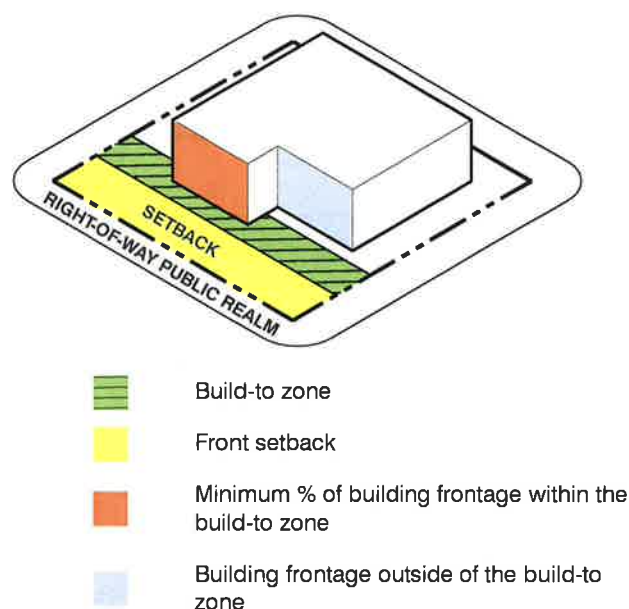 SETBACK
RIGHT-OF-WAY PUBLIC REALM
Build-to zone
Front setback
Minimum % of building frontage within the
build-to zone
Building frontage outside of the build-to
zone